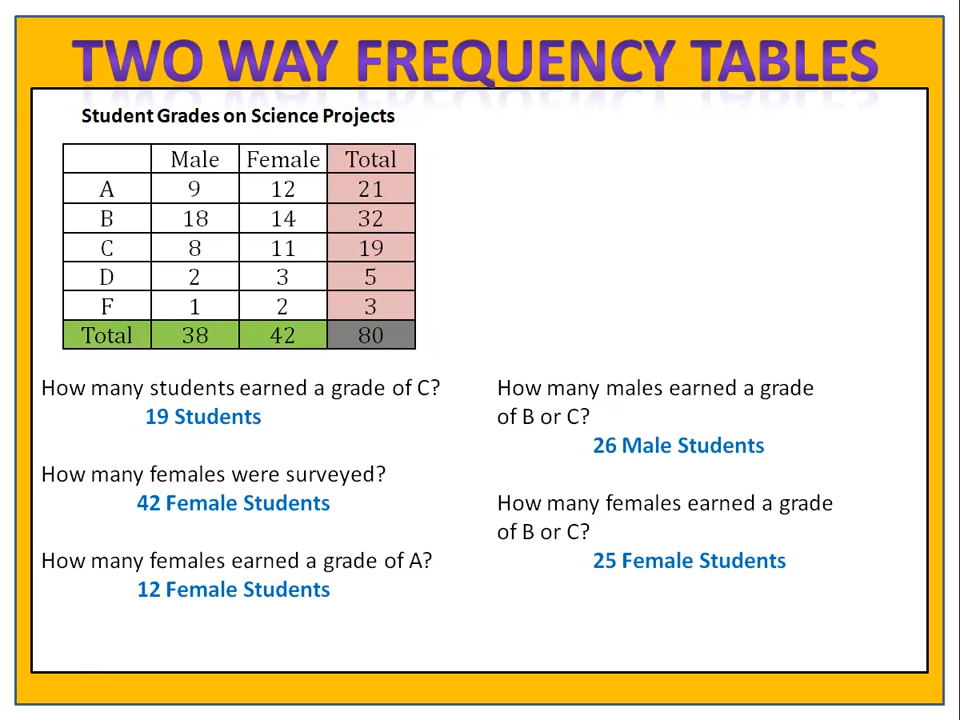 TWO WAY FREQUENCY TABLES
Student Grades on Science Projects
Male Female Total
A 9 12 21
B 18 14 32
C 8 11 19
D 2 3 5
F 1 2 3
Total 38 42 80
How many students earned a grade of C?
19 Students
How many females were surveyed?
42 Female Students
How many females earned a grade of A?
12 Female Students
How many males earned a grade
of B or C?
26 Male Students
How many females earned a grade
of B or C?
25 Female Students